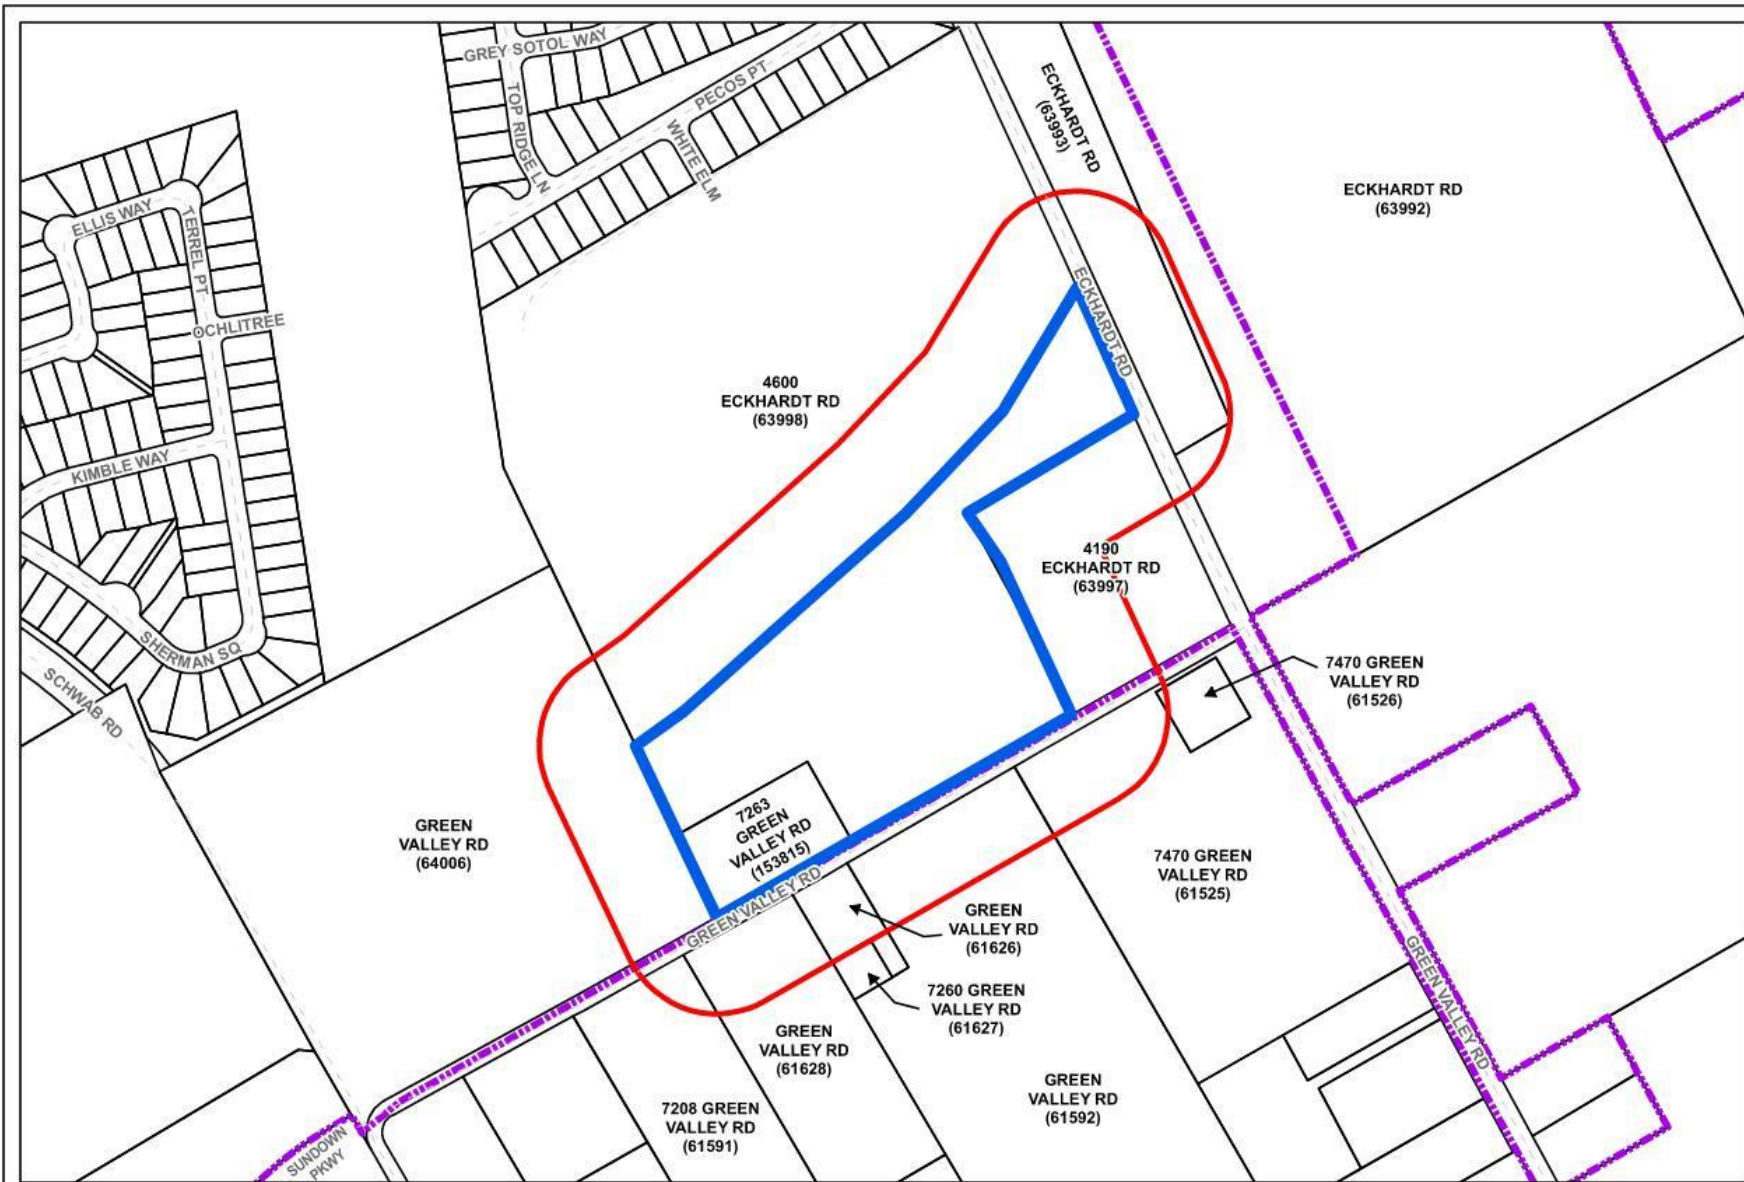 GREY SOTOL WAY
TOP RIDGE LN
PECOS PT
WHITE ELM
ECKHARDT RD
(63993)
ECKHARDT RD
(63992)
ELLIS WAY
TERREL PT
OCHLITREE
KIMBLE WAY
SHERMAN SQ
SCHWAB RD
ECKHARDT RD
4600
ECKHARDT RD
(63998)
4190
ECKHARDT RD
(63997)
7470 GREEN
VALLEY RD
(61526)
GREEN
VALLEY RD
(64006)
7263
GREEN
VALLEY RD
(153815)
GREEN VALLEY RD
7470 GREEN
VALLEY RD
(61525)
GREEN
VALLEY RD
(61626)
7260 GREEN
VALLEY RD
(61627)
GREEN
VALLEY RD
(61628)
GREEN VALLEY RD
GREEN
VALLEY RD
(61592)
7208 GREEN
VALLEY RD
(61591)
SUNDOWN
PKWY